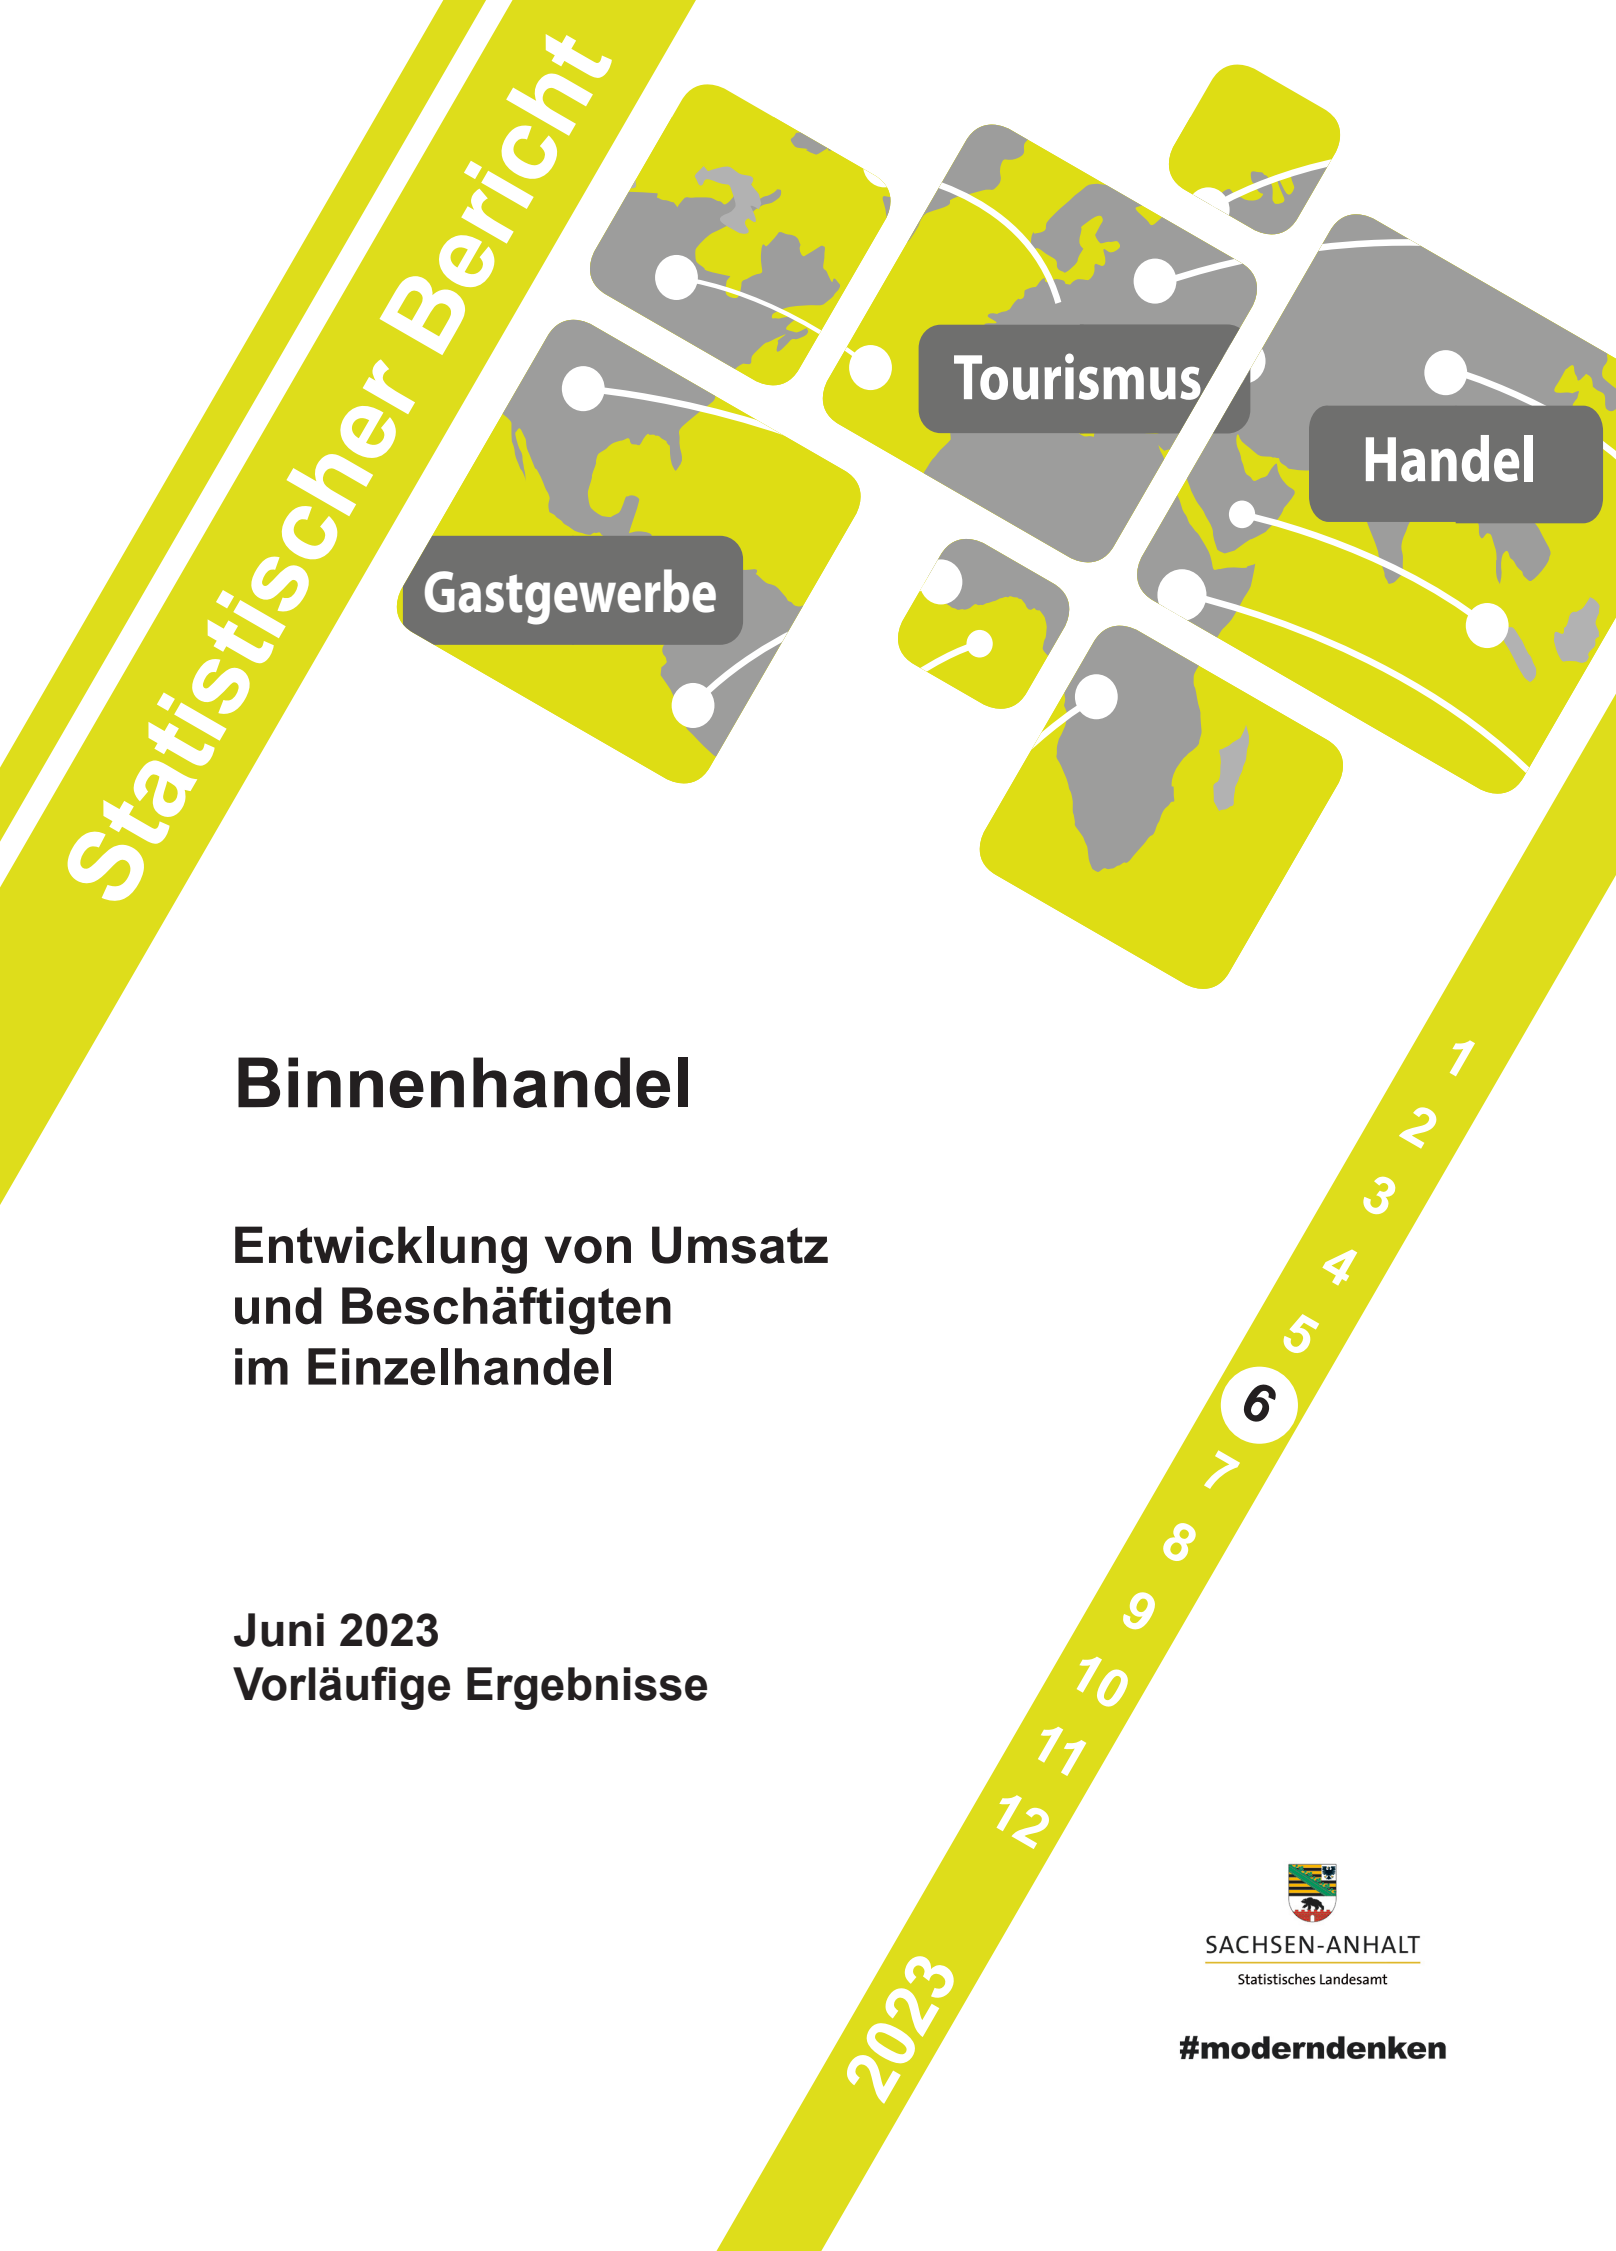 Statistischer Bericht
Tourismus
Handel
Gastgewerbe
Binnenhandel
Entwicklung von Umsatz
und Beschäftigten
im Einzelhandel
Juni 2023
Vorläufige Ergebnisse
1
2
3
4
5
6
7
8
9
10
11
12
2023
SACHSEN-ANHALT
Statistisches Landesamt
#moderndenken